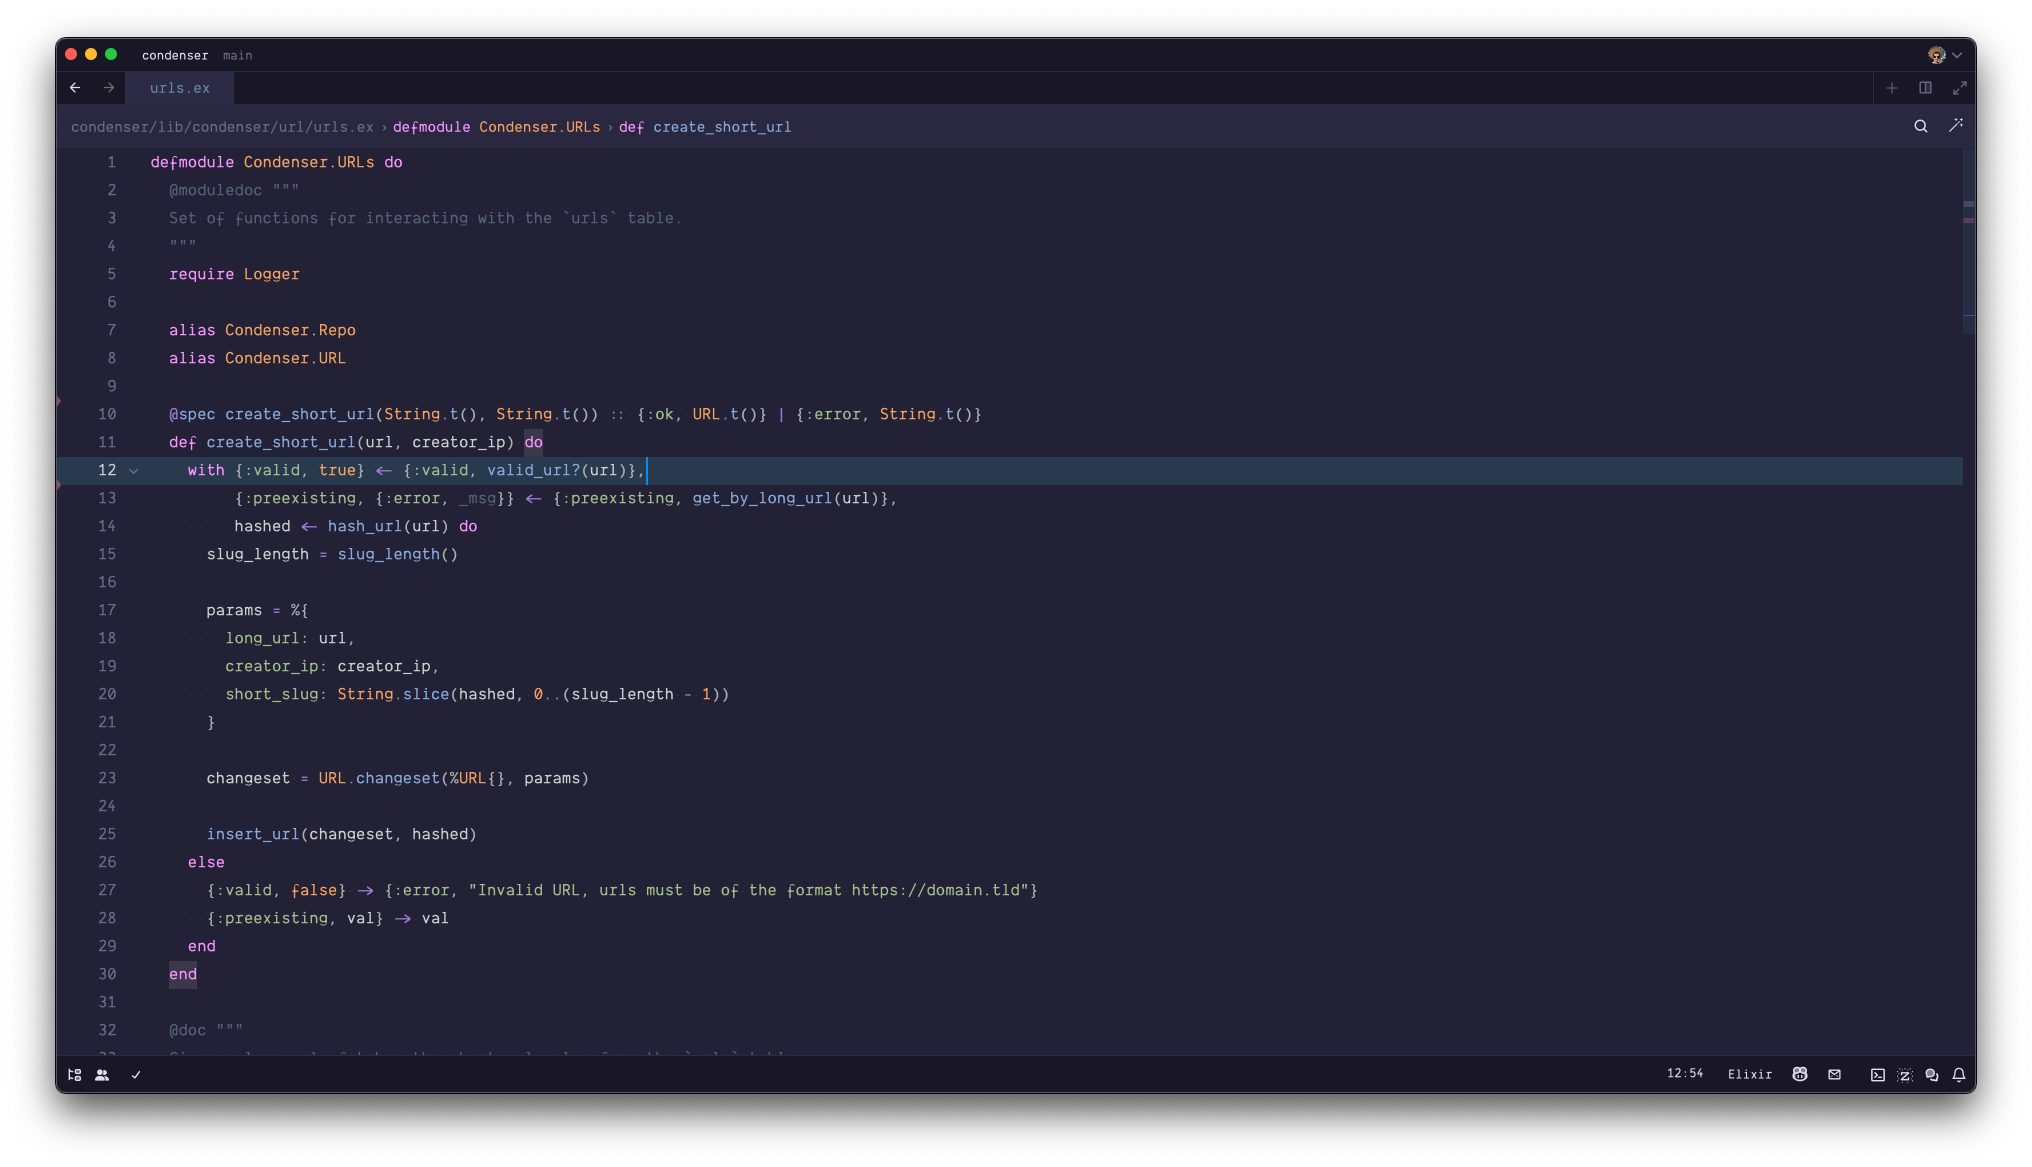 condenser main
urls.ex
condenser/lib/condenser/url/urls.ex › defmodule Condenser.URLs › def create_short_url
1 defmodule Condenser.URLs do
2   @moduledoc """
3   Set of functions for interacting with the `urls` table.
4   """
5   require Logger
6
7   alias Condenser.Repo
8   alias Condenser.URL
9
10   @spec create_short_url(String.t(), String.t()) :: {:ok, URL.t()} | {:error, String.t()}
11   def create_short_url(url, creator_ip) do
12     with {:valid, true} <- {:valid, valid_url?(url)},
13          {:preexisting, {:error, _msg}} <- {:preexisting, get_by_long_url(url)},
14          hashed <- hash_url(url) do
15       slug_length = slug_length()
16
17       params = %{
18         long_url: url,
19         creator_ip: creator_ip,
20         short_slug: String.slice(hashed, 0..(slug_length - 1))
21       }
22
23       changeset = URL.changeset(%URL{}, params)
24
25       insert_url(changeset, hashed)
26     else
27       {:valid, false} -> {:error, "Invalid URL, urls must be of the format https://domain.tld"}
28       {:preexisting, val} -> val
29     end
30   end
31
32   @doc """
12:54 Elixir